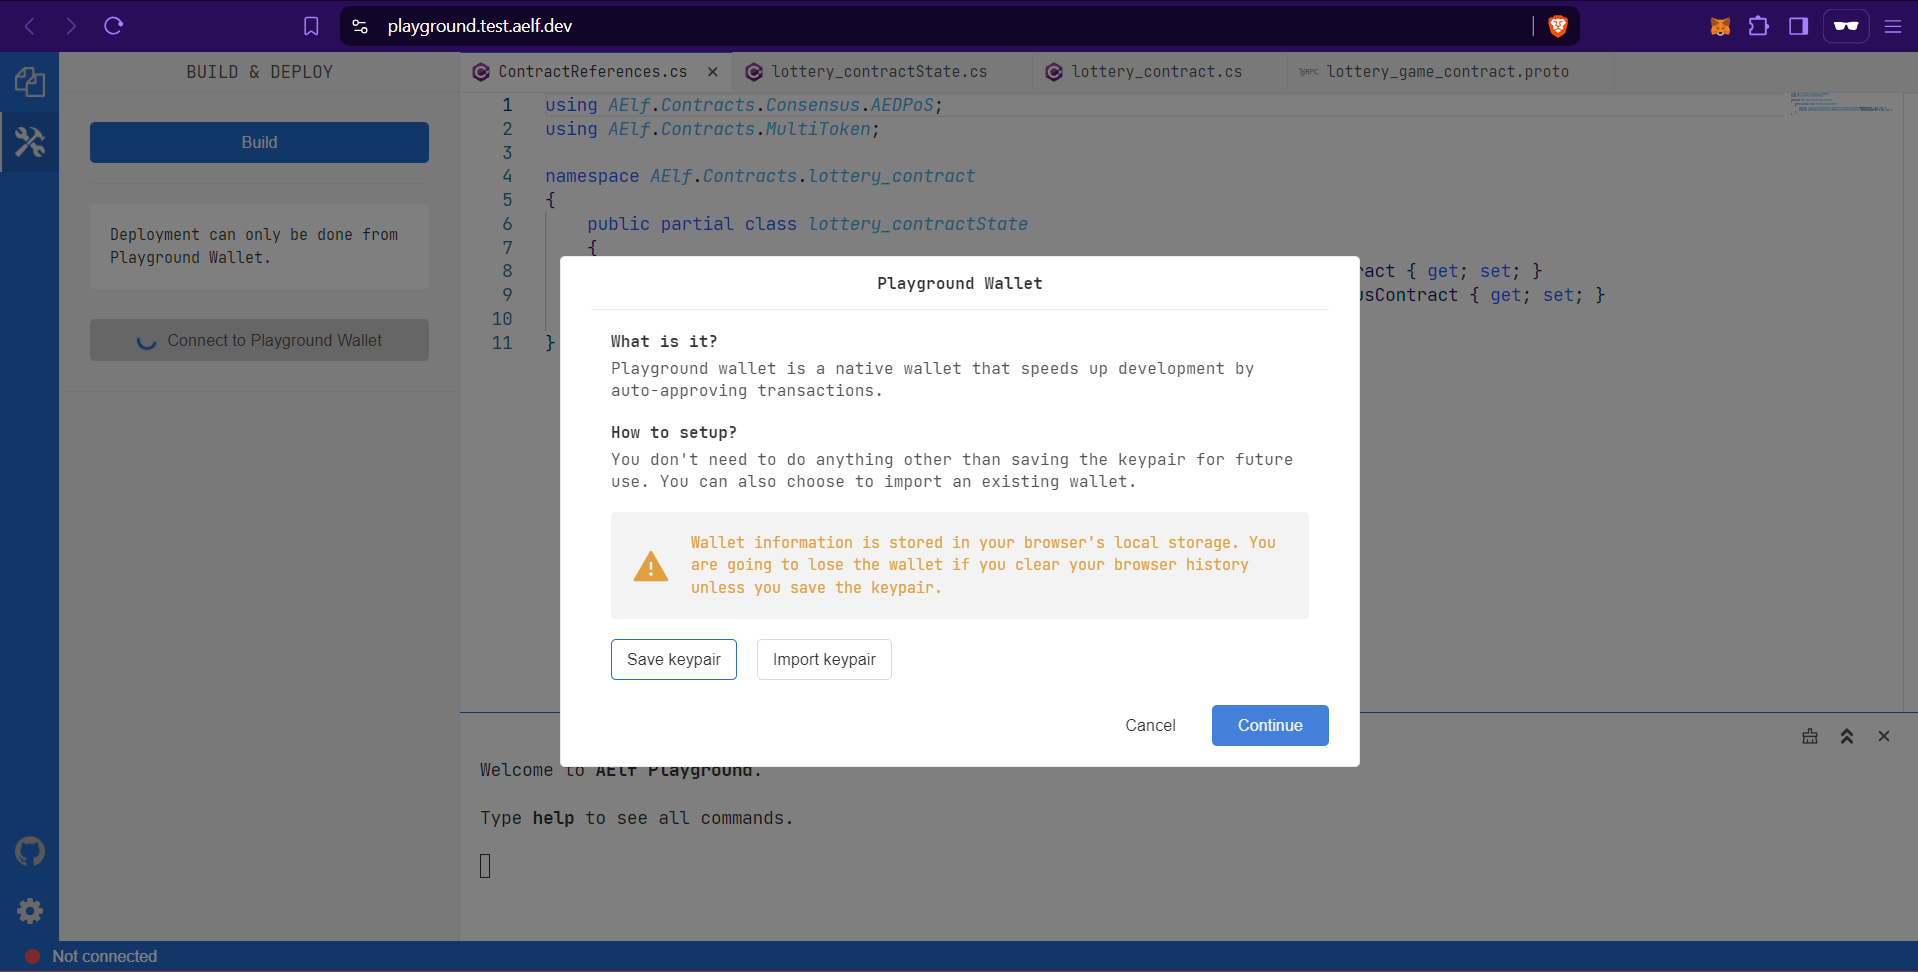 playground.test.aelf.dev
BUILD & DEPLOY
Build
Deployment can only be done from
Playground Wallet.
Connect to Playground Wallet
ContractReferences.cs
lottery_contractState.cs
lottery_contract.cs
gRPC lottery_game_contract.proto
1 using AElf.Contracts.Consensus.AEDPoS;
2 using AElf.Contracts.MultiToken;
3
4 namespace AElf.Contracts.lottery_contract
5 {
6 public partial class lottery_contractState
7 {
8 ract { get; set; }
9 usContract { get; set; }
10
11 }
Playground Wallet
What is it?
Playground wallet is a native wallet that speeds up development by
auto-approving transactions.
How to setup?
You don't need to do anything other than saving the keypair for future
use. You can also choose to import an existing wallet.
Wallet information is stored in your browser's local storage. You
are going to lose the wallet if you clear your browser history
unless you save the keypair.
Save keypair
Import keypair
Cancel
Continue
Welcome to AElf Playground.
Type help to see all commands.
Not connected